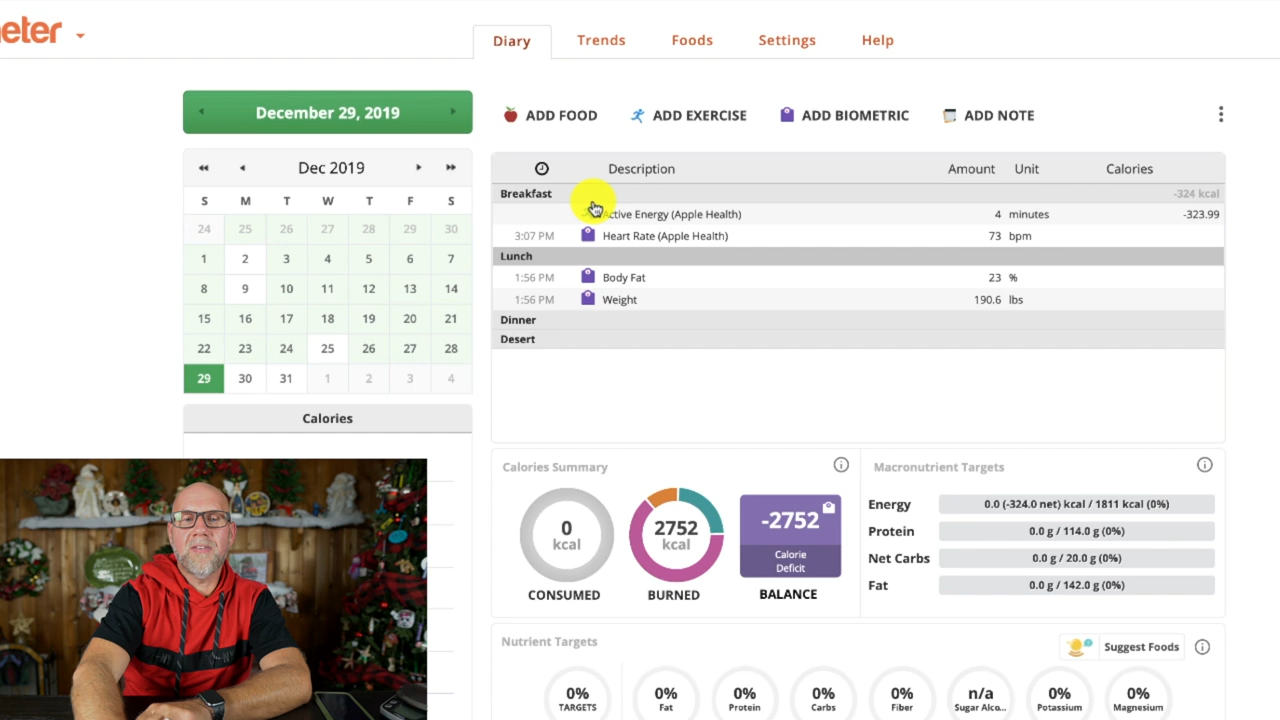 eter
Diary Trends Foods Settings Help
December 29, 2019
ADD FOOD ADD EXERCISE ADD BIOMETRIC ADD NOTE
Dec 2019
S M T W T F S
24 25 26 27 28 29 30
1 2 3 4 5 6 7
8 9 10 11 12 13 14
15 16 17 18 19 20 21
22 23 24 25 26 27 28
29 30 31 1 2 3 4
Calories
Description Amount Unit Calories
Breakfast -324 kcal
Active Energy (Apple Health) 4 minutes -323.99
3:07 PM Heart Rate (Apple Health) 73 bpm
Lunch
1:56 PM Body Fat 23 %
1:56 PM Weight 190.6 lbs
Dinner
Desert
Calories Summary
0
kcal
CONSUMED
2752
kcal
BURNED
-2752
Calorie
Deficit
BALANCE
Macronutrient Targets
Energy 0.0 (-324.0 net) kcal / 1811 kcal (0%)
Protein 0.0 g / 114.0 g (0%)
Net Carbs 0.0 g / 20.0 g (0%)
Fat 0.0 g / 142.0 g (0%)
Nutrient Targets
Suggest Foods
0% 0% 0% 0% 0% n/a 0% 0%
TARGETS Fat Protein Carbs Fiber Sugar Alco... Potassium Magnesium